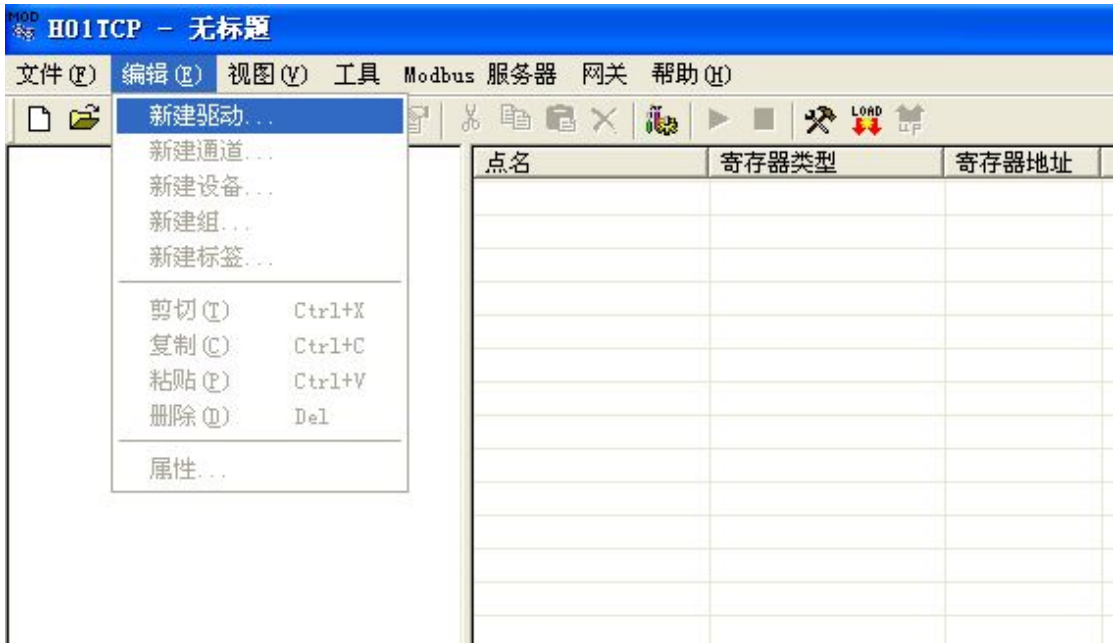 MOD
H01TCP - 无标题
文件(F) 编辑(E) 视图(V) 工具 Modbus 服务器 网关 帮助(H)
LOAD UP
新建驱动...
新建通道...
新建设备...
新建组...
新建标签...
剪切(T) Ctrl+X
复制(C) Ctrl+C
粘贴(P) Ctrl+V
删除(D) Del
属性...
点名 寄存器类型 寄存器地址